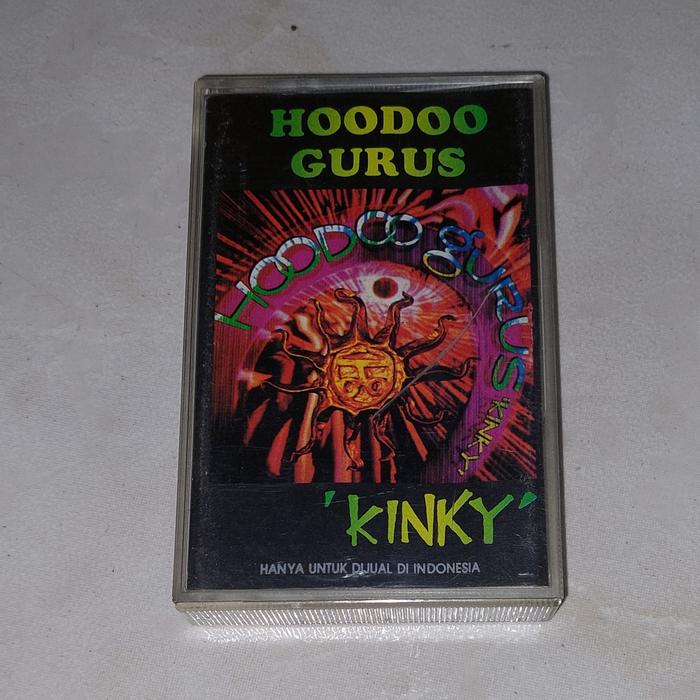 HOODOO
GURUS
HOODOO gURUS
'KINKY'
'KINKY'
HANYA UNTUK DIJUAL DI INDONESIA